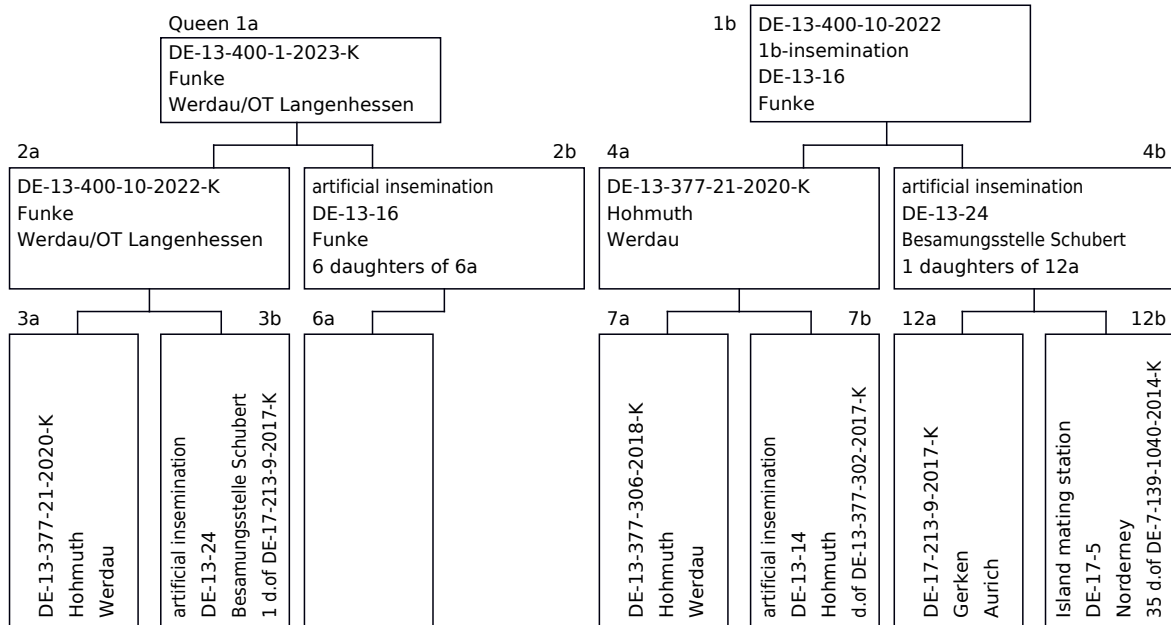 Queen 1a
DE-13-400-1-2023-K
Funke
Werdau/OT Langenhessen
1b
DE-13-400-10-2022
1b-insemination
DE-13-16
Funke
2a
DE-13-400-10-2022-K
Funke
Werdau/OT Langenhessen
2b
artificial insemination
DE-13-16
Funke
6 daughters of 6a
4a
DE-13-377-21-2020-K
Hohmuth
Werdau
4b
artificial insemination
DE-13-24
Besamungsstelle Schubert
1 daughters of 12a
3a
DE-13-377-21-2020-K
Hohmuth
Werdau
3b
artificial insemination
DE-13-24
Besamungsstelle Schubert
1 d.of DE-17-213-9-2017-K
6a
7a
DE-13-377-306-2018-K
Hohmuth
Werdau
7b
artificial insemination
DE-13-14
Hohmuth
d.of DE-13-377-302-2017-K
12a
DE-17-213-9-2017-K
Gerken
Aurich
12b
Island mating station
DE-17-5
Norderney
35 d.of DE-7-139-1040-2014-K